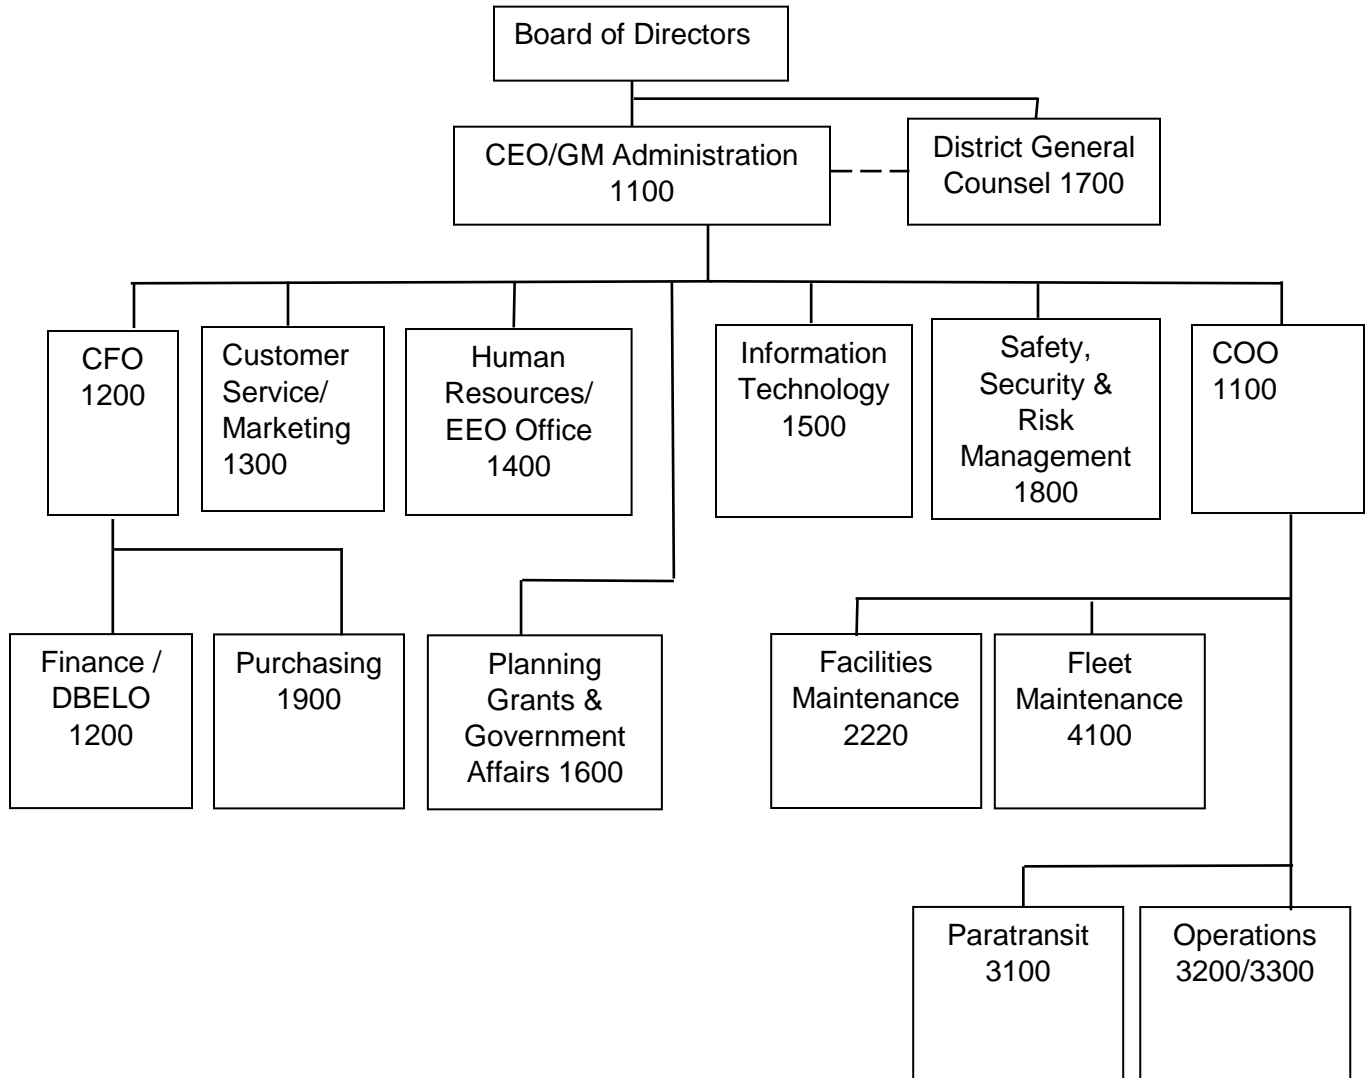 Board of Directors
CEO/GM Administration
1100
District General
Counsel 1700
CFO
1200
Customer
Service/
Marketing
1300
Human
Resources/
EEO Office
1400
Information
Technology
1500
Safety,
Security &
Risk
Management
1800
COO
1100
Finance /
DBELO
1200
Purchasing
1900
Planning
Grants &
Government
Affairs 1600
Facilities
Maintenance
2220
Fleet
Maintenance
4100
Paratransit
3100
Operations
3200/3300